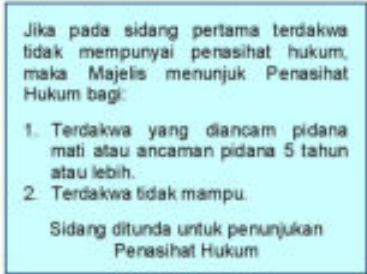 Jika pada sidang pertama terdakwa
tidak mempunyai penasihat hukum,
maka Majelis menunjuk Penasihat
Hukum bagi:
1. Terdakwa yang diancam pidana
mati atau ancaman pidana 5 tahun
atau lebih.
2. Terdakwa tidak mampu.
Sidang ditunda untuk penunjukan
Penasihat Hukum